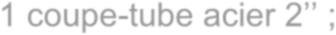 1 coupe-tube acier 2’’ ;